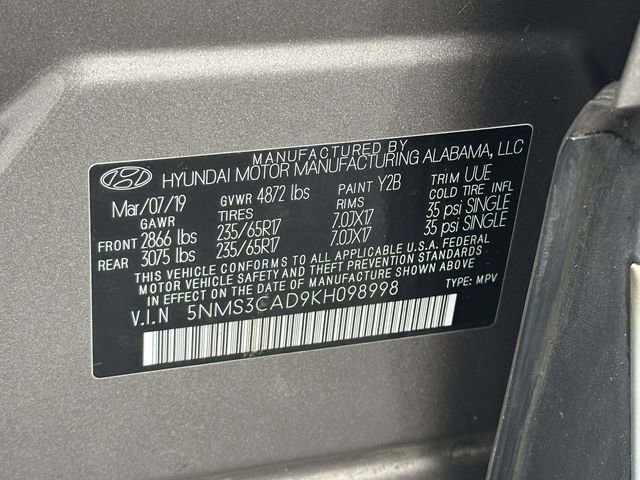 MANUFACTURED BY
HYUNDAI MOTOR MANUFACTURING ALABAMA, LLC
Mar/07/19 GVWR 4872 lbs PAINT Y2B TRIM UUE
GAWR TIRES RIMS COLD TIRE INFL
FRONT 2866 lbs 235/65R17 7.0JX17 35 psi SINGLE
REAR 3075 lbs 235/65R17 7.0JX17 35 psi SINGLE
THIS VEHICLE CONFORMS TO ALL APPLICABLE U.S.A. FEDERAL
MOTOR VEHICLE SAFETY AND THEFT PREVENTION STANDARDS
IN EFFECT ON THE DATE OF MANUFACTURE SHOWN ABOVE.
V.I.N 5NMS3CAD9KH098998 TYPE: MPV